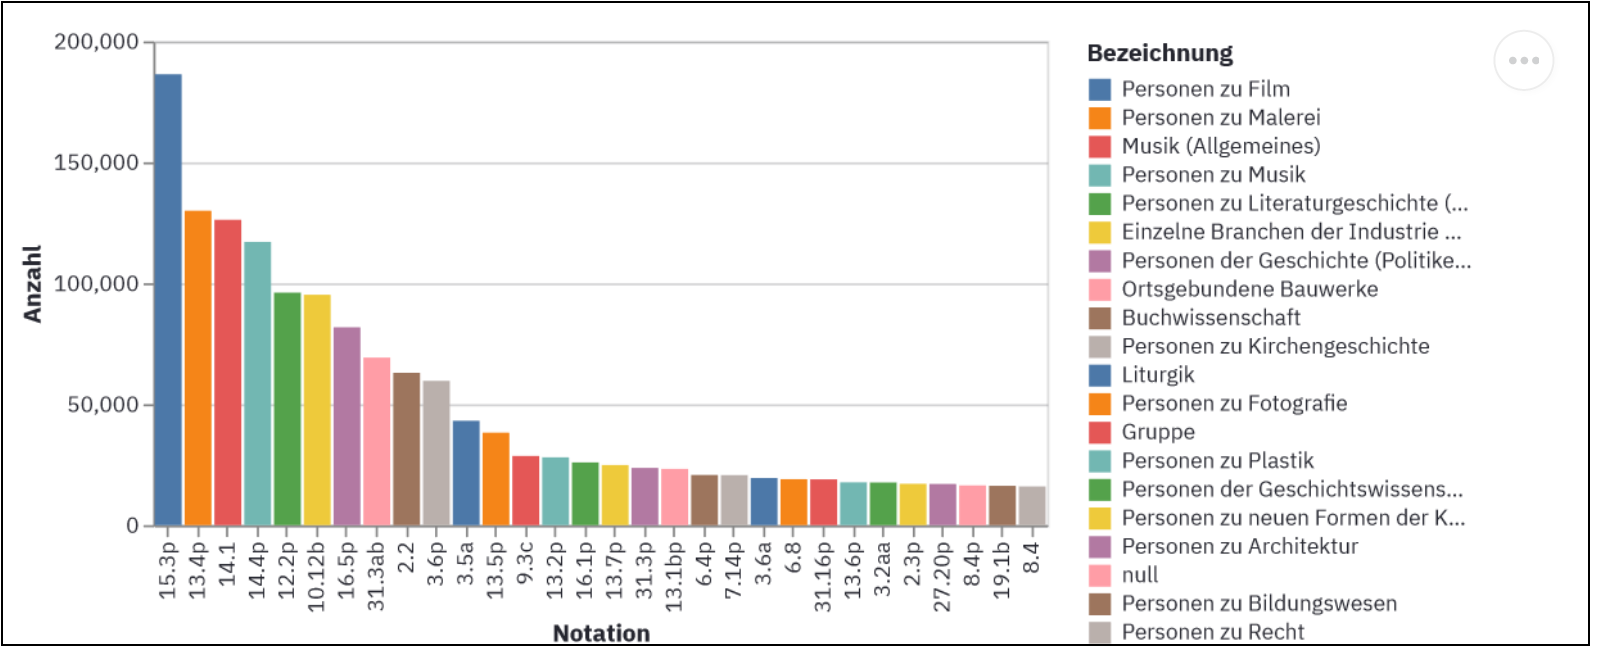 200,000
150,000
100,000
50,000
0
Anzahl
15.3p
13.4p
14.1
14.4p
12.2p
10.12b
16.5p
31.3ab
2.2
3.6p
3.5a
13.5p
9.3c
13.2p
16.1p
13.7p
31.3p
13.1bp
6.4p
7.14p
3.6a
6.8
31.16p
13.6p
3.2aa
2.3p
27.20p
8.4p
19.1b
8.4
Notation
Bezeichnung
Personen zu Film
Personen zu Malerei
Musik (Allgemeines)
Personen zu Musik
Personen zu Literaturgeschichte (...
Einzelne Branchen der Industrie ...
Personen der Geschichte (Politike...
Ortsgebundene Bauwerke
Buchwissenschaft
Personen zu Kirchengeschichte
Liturgik
Personen zu Fotografie
Gruppe
Personen zu Plastik
Personen der Geschichtswissens...
Personen zu neuen Formen der K...
Personen zu Architektur
null
Personen zu Bildungswesen
Personen zu Recht